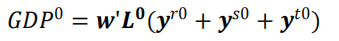 GDP⁰ = w'L⁰(yʳ⁰ + yˢ⁰ + yᵗ⁰)